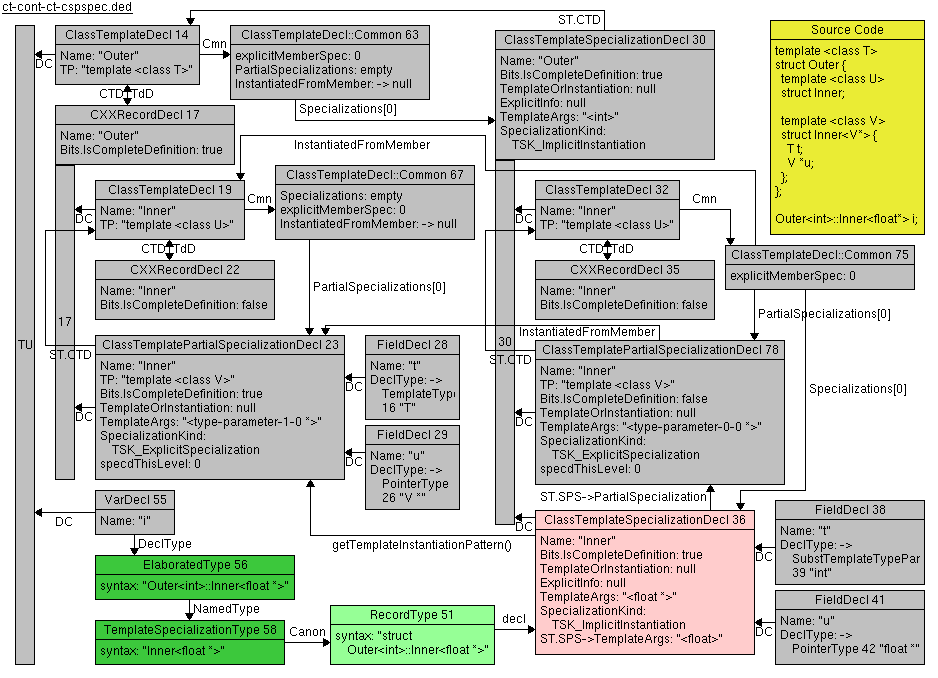 ct-cont-ct-cspspec.ded
ST.CTD
ClassTemplateDecl 14
Name: "Outer"
TP: "template <class T>"
DC
Cmn
ClassTemplateDecl::Common 63
explicitMemberSpec: 0
PartialSpecializations: empty
InstantiatedFromMember: -> null
Specializations[0]
ClassTemplateSpecializationDecl 30
Name: "Outer"
Bits.IsCompleteDefinition: true
TemplateOrInstantiation: null
ExplicitInfo: null
TemplateArgs: "<int>"
SpecializationKind:
TSK_ImplicitInstantiation
Source Code
template <class T>
struct Outer {
template <class U>
struct Inner;
template <class V>
struct Inner<V*> {
T t;
V *u;
};
};
Outer<int>::Inner<float*> i;
CTD TdD
CXXRecordDecl 17
Name: "Outer"
Bits.IsCompleteDefinition: true
InstantiatedFromMember
ClassTemplateDecl 19
Name: "Inner"
TP: "template <class U>"
DC
Cmn
ClassTemplateDecl::Common 67
Specializations: empty
explicitMemberSpec: 0
InstantiatedFromMember: -> null
ClassTemplateDecl 32
Name: "Inner"
TP: "template <class U>"
DC
Cmn
CTD TdD
CXXRecordDecl 22
Name: "Inner"
Bits.IsCompleteDefinition: false
PartialSpecializations[0]
CTD TdD
CXXRecordDecl 35
Name: "Inner"
Bits.IsCompleteDefinition: false
ClassTemplateDecl::Common 75
explicitMemberSpec: 0
PartialSpecializations[0]
Specializations[0]
17
TU
30
ST.CTD
ST.CTD
InstantiatedFromMember
ClassTemplatePartialSpecializationDecl 23
Name: "Inner"
TP: "template <class V>"
Bits.IsCompleteDefinition: true
TemplateOrInstantiation: null
TemplateArgs: "<type-parameter-1-0 *>"
SpecializationKind:
TSK_ExplicitSpecialization
specdThisLevel: 0
DC
FieldDecl 28
Name: "t"
DeclType: ->
TemplateTyp
16 "T"
DC
FieldDecl 29
Name: "u"
DeclType: ->
PointerType
26 "V *"
DC
ClassTemplatePartialSpecializationDecl 78
Name: "Inner"
TP: "template <class V>"
Bits.IsCompleteDefinition: false
TemplateOrInstantiation: null
TemplateArgs: "<type-parameter-0-0 *>"
SpecializationKind:
TSK_ExplicitSpecialization
specdThisLevel: 0
DC
VarDecl 55
Name: "i"
DC
DeclType
ElaboratedType 56
syntax: "Outer<int>::Inner<float *>"
NamedType
TemplateSpecializationType 58
syntax: "Inner<float *>"
Canon
RecordType 51
syntax: "struct
Outer<int>::Inner<float *>"
decl
getTemplateInstantiationPattern()
ST.SPS->PartialSpecialization
DC
ClassTemplateSpecializationDecl 36
Name: "Inner"
Bits.IsCompleteDefinition: true
TemplateOrInstantiation: null
ExplicitInfo: null
TemplateArgs: "<float *>"
SpecializationKind:
TSK_ImplicitInstantiation
ST.SPS->TemplateArgs: "<float>"
FieldDecl 38
Name: "t"
DeclType: ->
SubstTemplateTypePar
39 "int"
DC
FieldDecl 41
Name: "u"
DeclType: ->
PointerType 42 "float *"
DC